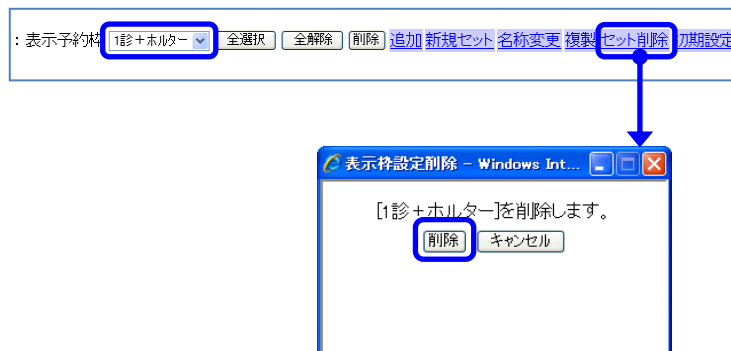 ：表示予約枠 1診＋ホルター 全選択 全解除 削除 追加 新規セット 名称変更 複製 セット削除 初期設定
表示枠設定削除 - Windows Int...
[1診＋ホルター]を削除します。
削除 キャンセル